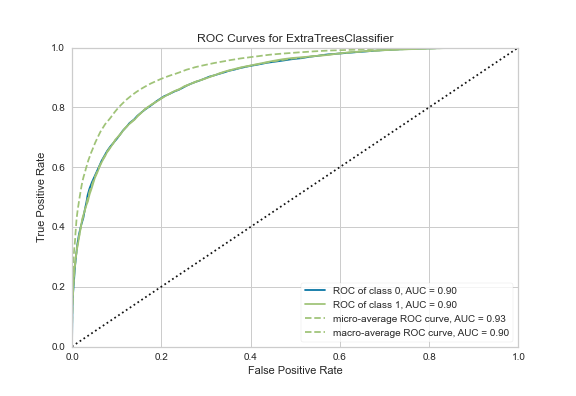 ROC Curves for ExtraTreesClassifier
1.0
0.8
0.6
0.4
0.2
0.0
True Positive Rate
0.0 0.2 0.4 0.6 0.8 1.0
False Positive Rate
ROC of class 0, AUC = 0.90
ROC of class 1, AUC = 0.90
micro-average ROC curve, AUC = 0.93
macro-average ROC curve, AUC = 0.90